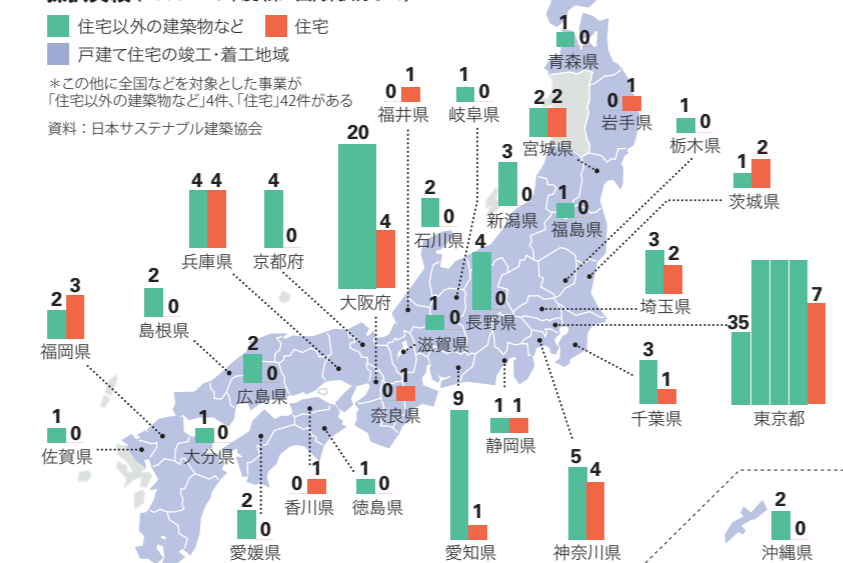 住宅以外の建築物など 住宅
戸建て住宅の竣工・着工地域
＊この他に全国などを対象とした事業が
「住宅以外の建築物など」4件、「住宅」42件がある
資料：日本サステナブル建築協会
1 0
青森県
0 1
岩手県
2 2
宮城県
0 1
福井県
1 0
岐阜県
1 0
栃木県
1 2
茨城県
3 0
新潟県
1 0
福島県
2 0
石川県
20 4
大阪府
4 4
兵庫県
4 0
京都府
4 0
長野県
3 2
埼玉県
35 7
東京都
2 0
島根県
2 3
福岡県
1 0
滋賀県
2 0
広島県
0 1
奈良県
3 1
千葉県
1 1
静岡県
9 1
愛知県
5 4
神奈川県
1 0
佐賀県
1 0
大分県
0 1
香川県
1 0
徳島県
2 0
愛媛県
2 0
沖縄県